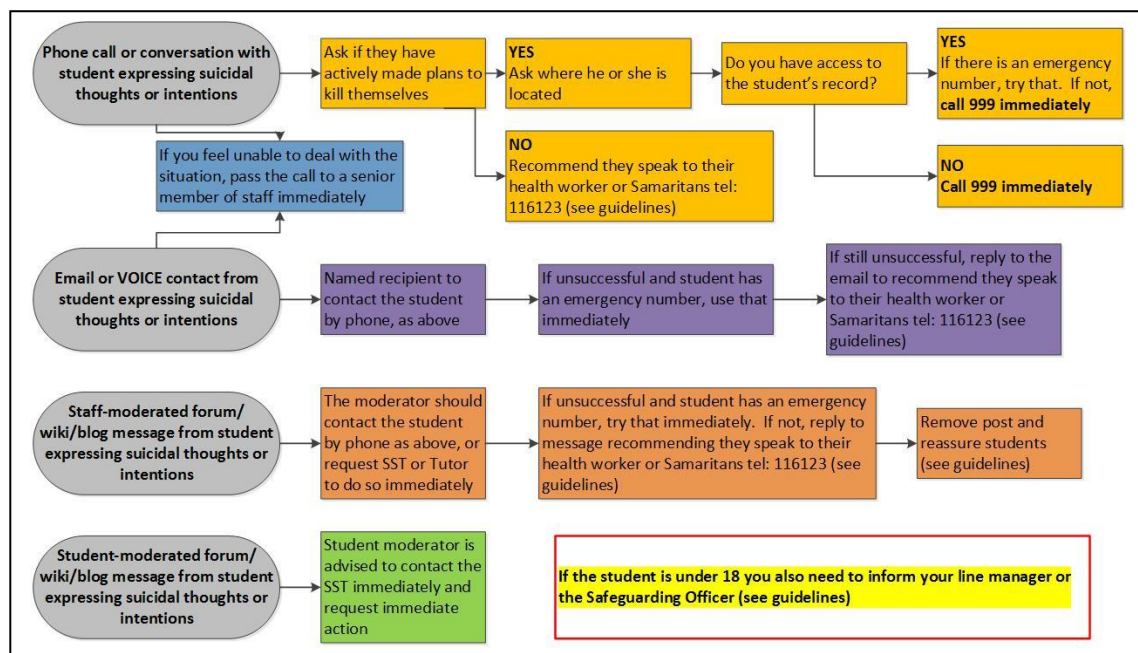 Phone call or conversation with
student expressing suicidal
thoughts or intentions
Ask if they have
actively made plans to
kill themselves
YES
Ask where he or she is
located
Do you have access to
the student's record?
YES
If there is an emergency
number, try that.  If not,
call 999 immediately
If you feel unable to deal with the
situation, pass the call to a senior
member of staff immediately
NO
Recommend they speak to their
health worker or Samaritans tel:
116123 (see guidelines)
NO
Call 999 immediately
Email or VOICE contact from
student expressing suicidal
thoughts or intentions
Named recipient to
contact the student
by phone, as above
If unsuccessful and student has
an emergency number, use that
immediately
If still unsuccessful, reply to the
email to recommend they speak
to their health worker or
Samaritans tel: 116123 (see
guidelines)
Staff-moderated forum/
wiki/blog message from student
expressing suicidal thoughts or
intentions
The moderator should
contact the student
by phone as above, or
request SST or Tutor
to do so immediately
If unsuccessful and student has an emergency
number, try that immediately.  If not, reply to
message recommending they speak to their
health worker or Samaritans tel: 116123 (see
guidelines)
Remove post and
reassure students
(see guidelines)
Student-moderated forum/
wiki/blog message from student
expressing suicidal thoughts or
intentions
Student moderator is
advised to contact the
SST immediately and
request immediate
action
If the student is under 18 you also need to inform your line manager or
the Safeguarding Officer (see guidelines)